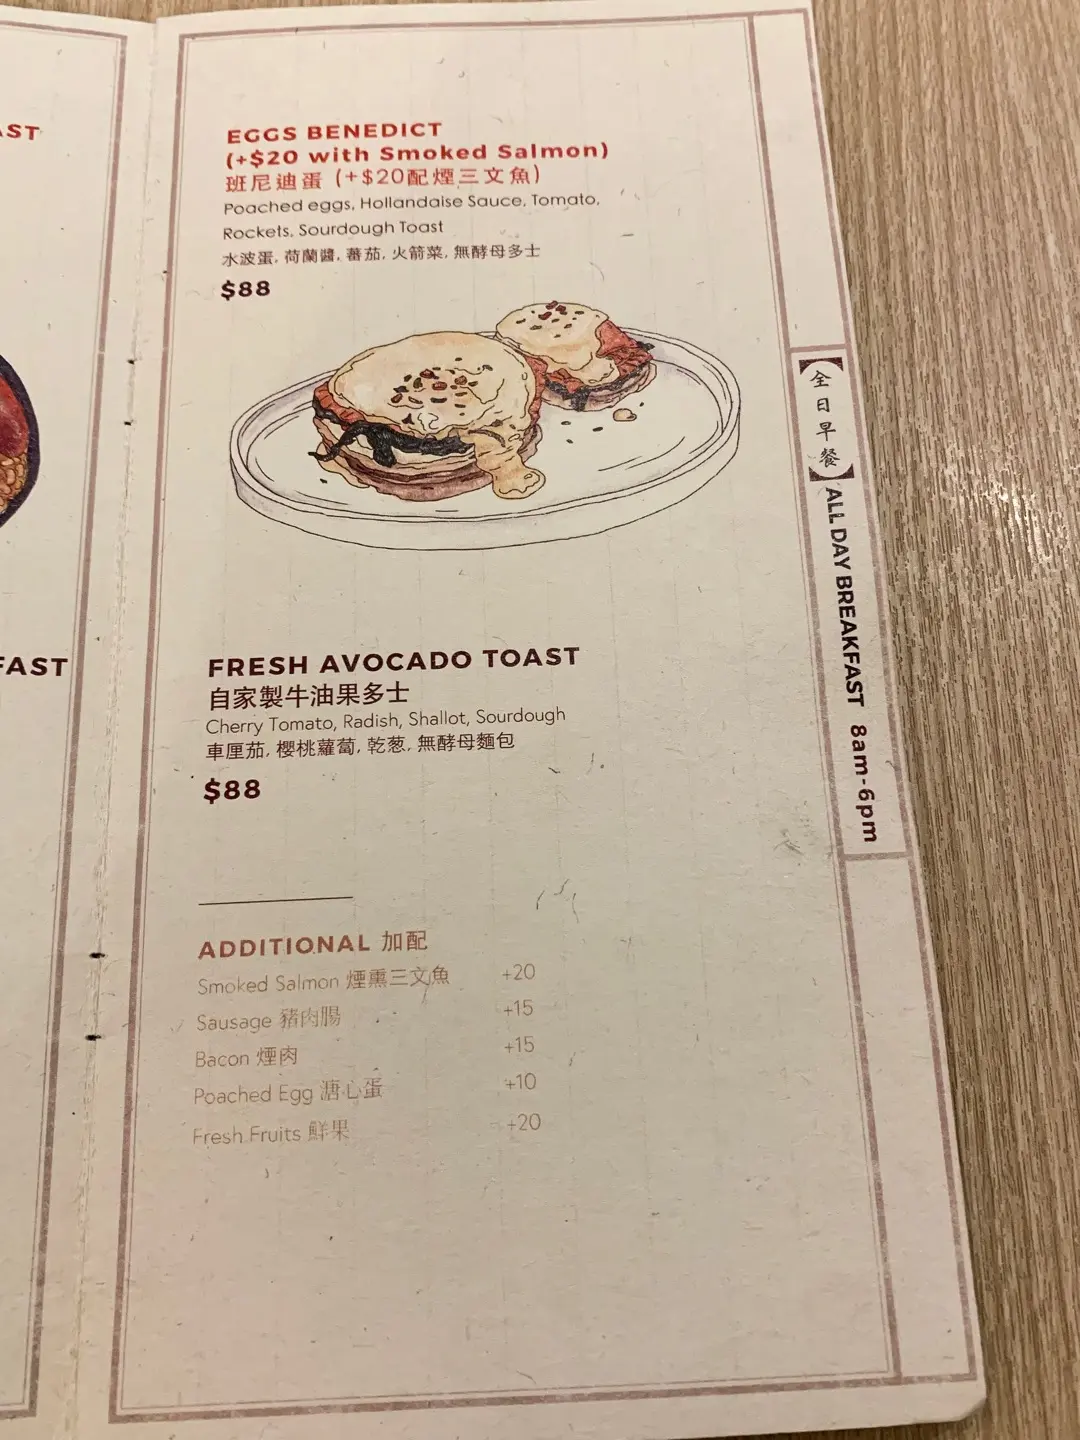 AST
FAST
EGGS BENEDICT
(+$20 with Smoked Salmon)
班尼迪蛋 (+$20配煙三文魚)
Poached eggs, Hollandaise Sauce, Tomato,
Rockets, Sourdough Toast
水波蛋, 荷蘭醬, 蕃茄, 火箭菜, 無酵母多士
$88
FRESH AVOCADO TOAST
自家製牛油果多士
Cherry Tomato, Radish, Shallot, Sourdough
車厘茄, 櫻桃蘿蔔, 乾葱, 無酵母麵包
$88
ADDITIONAL 加配
Smoked Salmon 煙熏三文魚 +20
Sausage 豬肉腸 +15
Bacon 煙肉 +15
Poached Egg 溏心蛋 +10
Fresh Fruits 鮮果 +20
全日早餐 ALL DAY BREAKFAST 8am-6pm